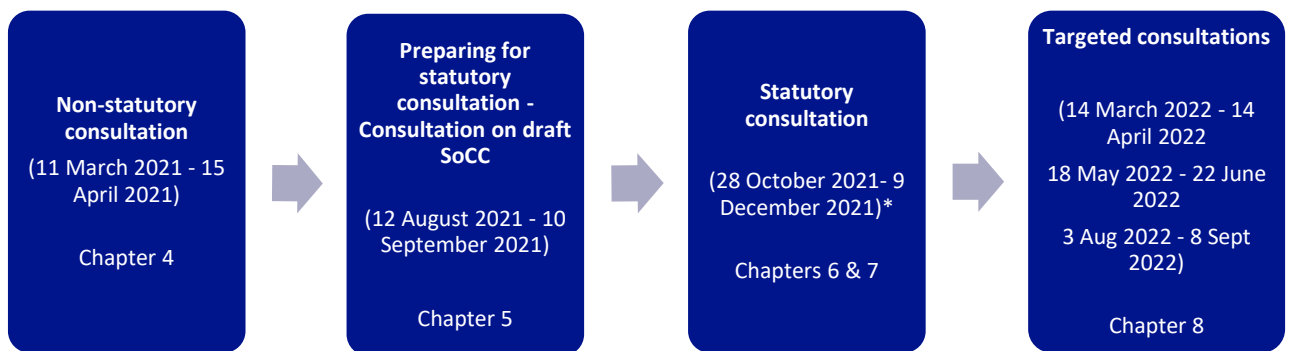 Non-statutory
consultation
(11 March 2021 - 15
April 2021)
Chapter 4
Preparing for
statutory
consultation -
Consultation on draft
SoCC
(12 August 2021 - 10
September 2021)
Chapter 5
Statutory
consultation
(28 October 2021- 9
December 2021)*
Chapters 6 & 7
Targeted consultations
(14 March 2022 - 14
April 2022
18 May 2022 - 22 June
2022
3 Aug 2022 - 8 Sept
2022)
Chapter 8